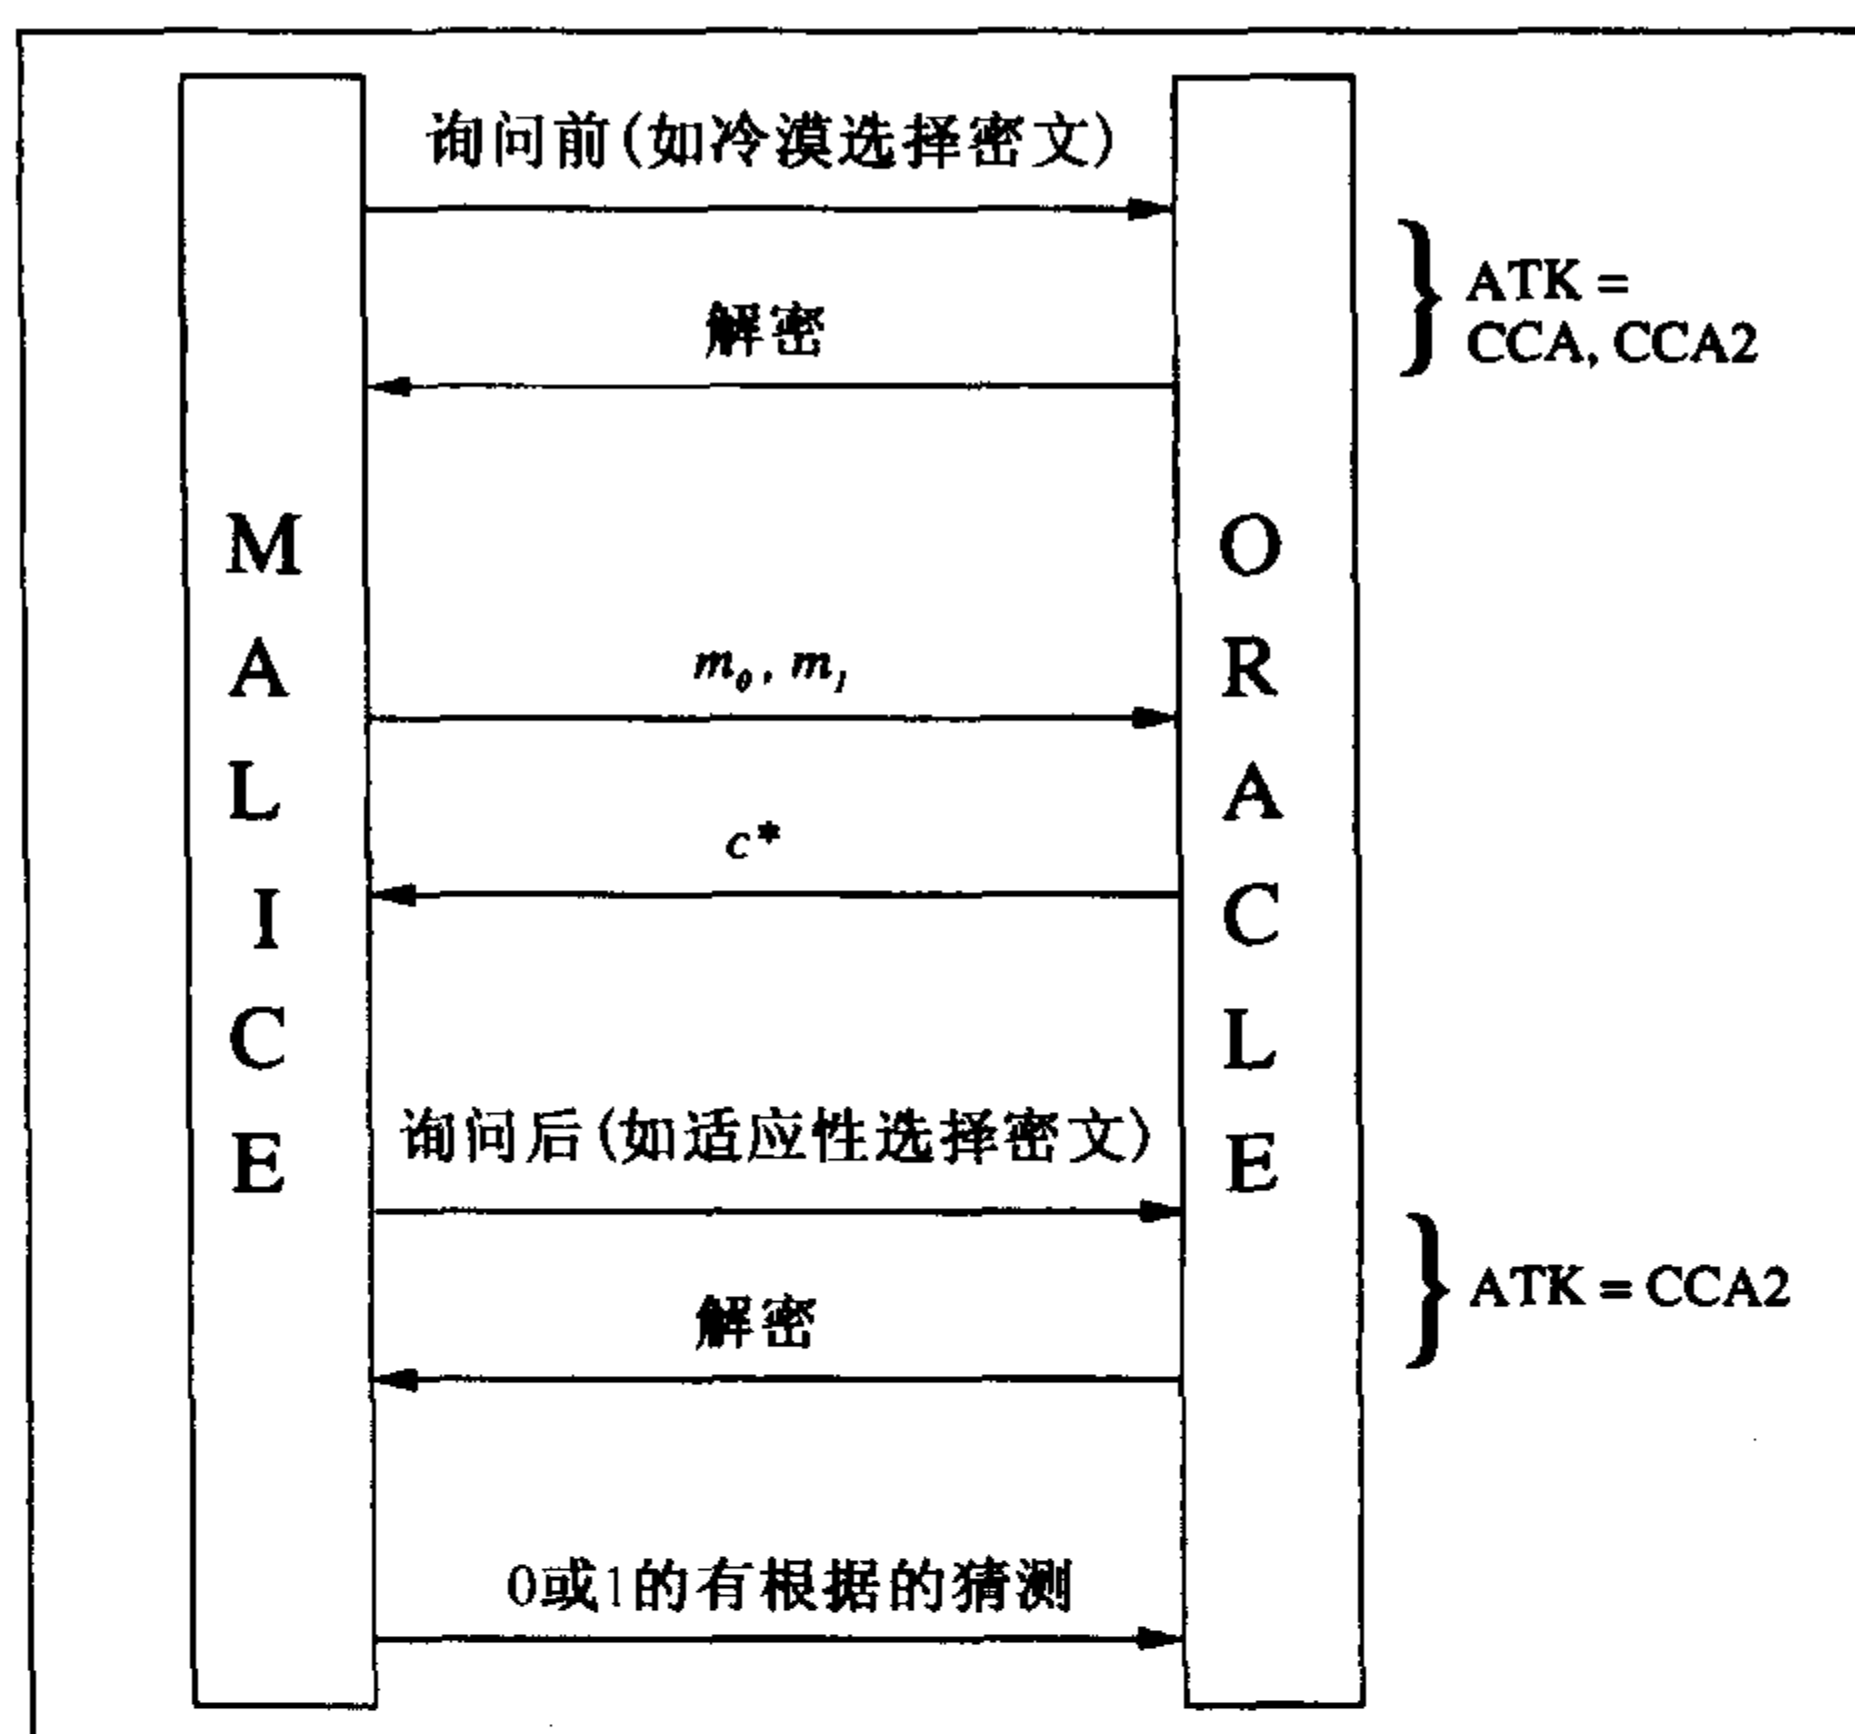 询问前(如冷漠选择密文)
解密
ATK =
CCA, CCA2
MALICE
ORACLE
m₀, m₁
c*
询问后(如适应性选择密文)
解密
ATK = CCA2
0或1的有根据的猜测